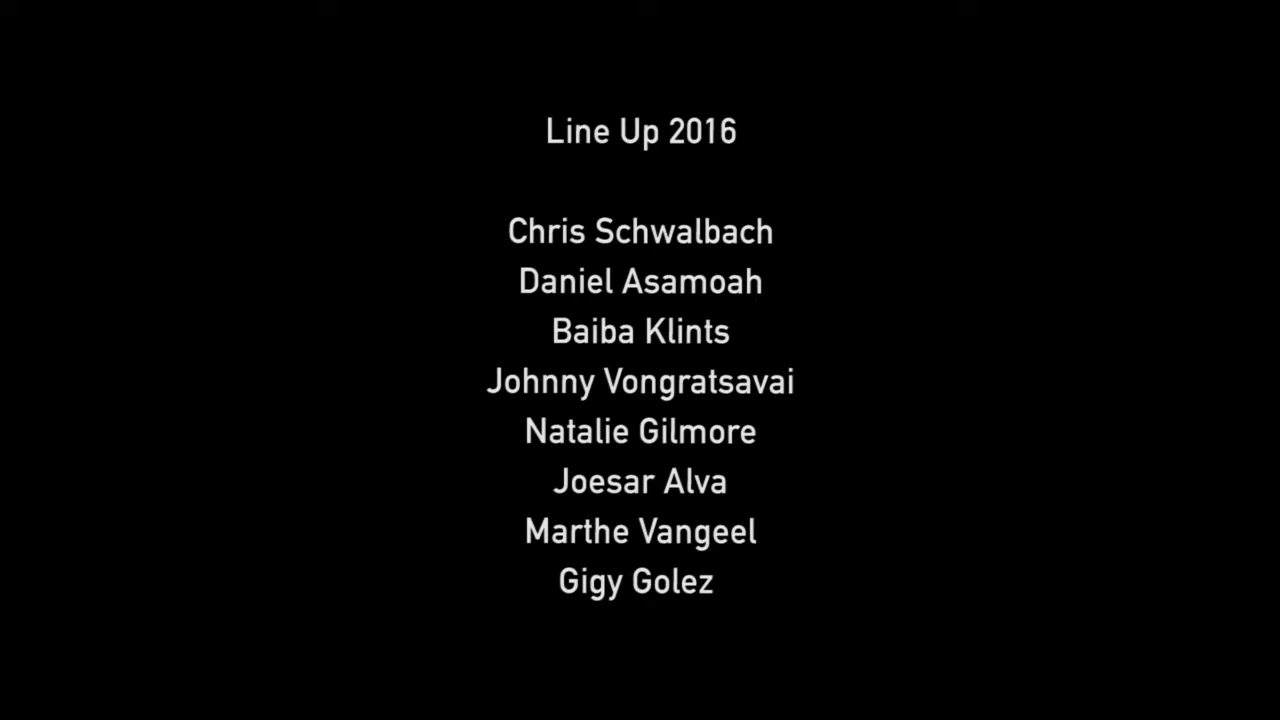 Line Up 2016
Chris Schwalbach
Daniel Asamoah
Baiba Klints
Johnny Vongratsavai
Natalie Gilmore
Joesar Alva
Marthe Vangeel
Gigy Golez